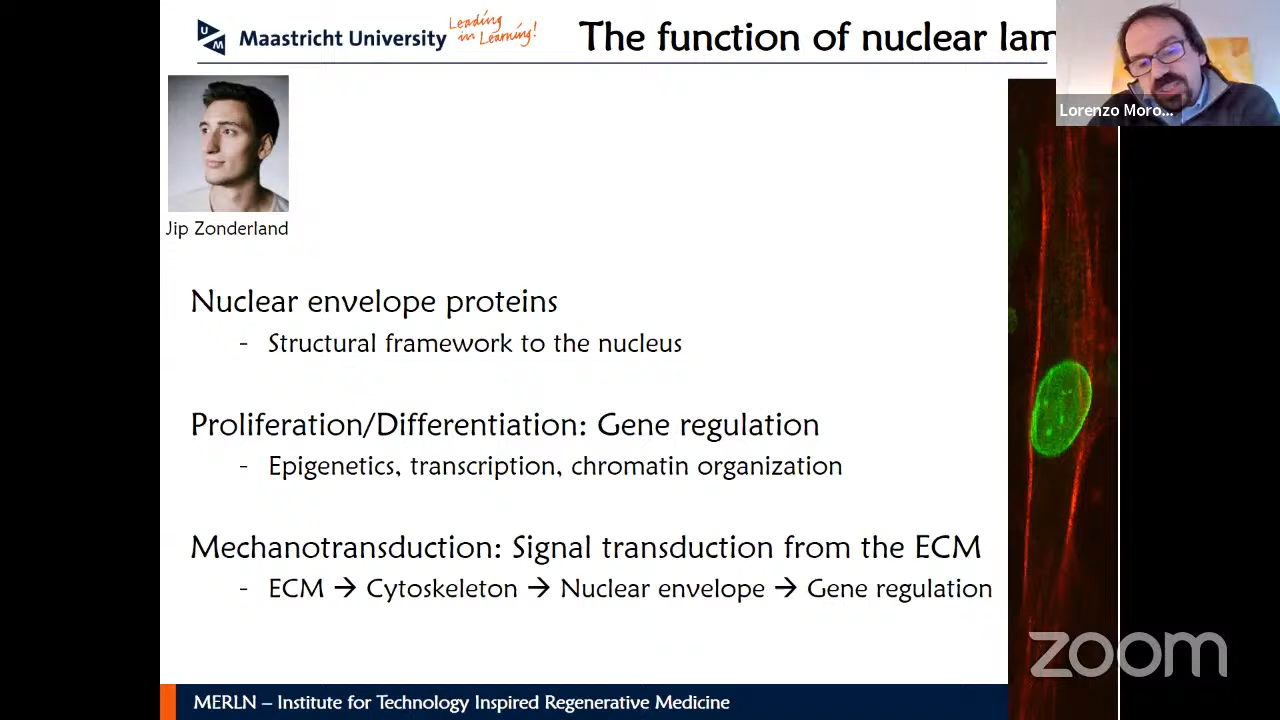 Maastricht University
Leading
in Learning!
The function of nuclear lam
Lorenzo Moro...
Jip Zonderland
Nuclear envelope proteins
- Structural framework to the nucleus
Proliferation/Differentiation: Gene regulation
- Epigenetics, transcription, chromatin organization
Mechanotransduction: Signal transduction from the ECM
- ECM → Cytoskeleton → Nuclear envelope → Gene regulation
zoom
MERLN – Institute for Technology Inspired Regenerative Medicine